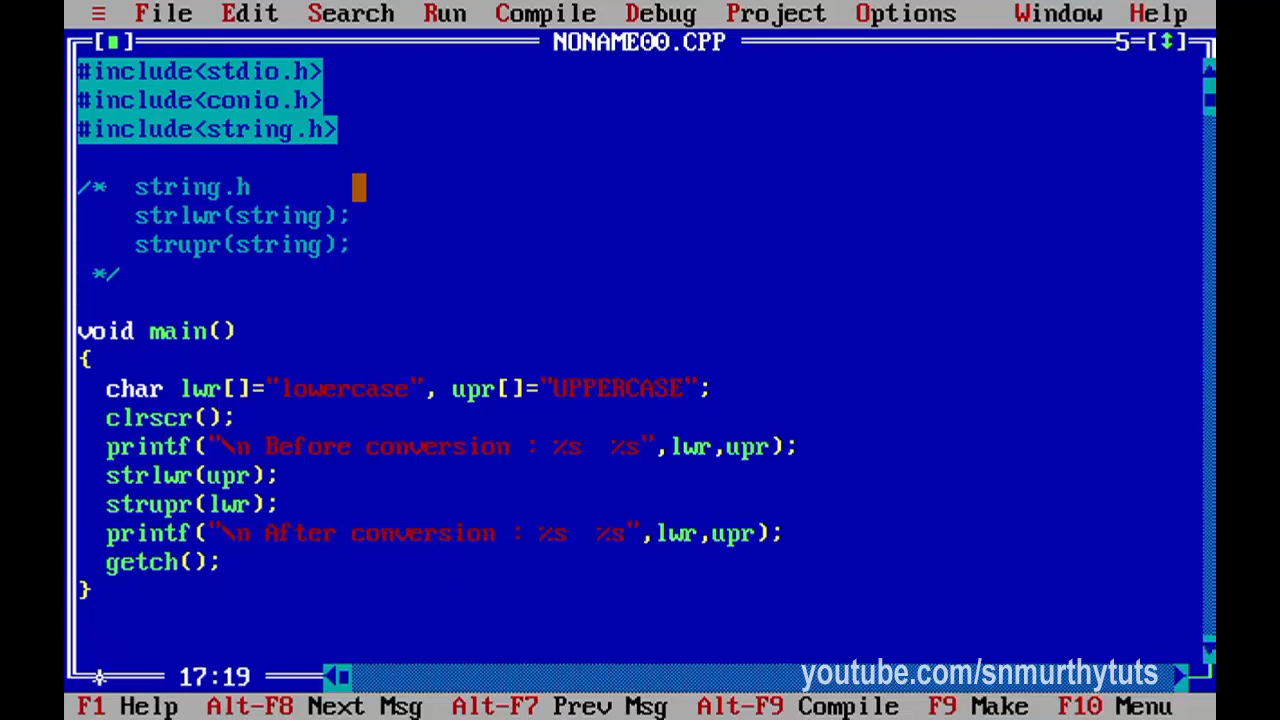 ≡ File Edit Search Run Compile Debug Project Options Window Help
[■] NONAME00.CPP 5=[↕]
#include<stdio.h>
#include<conio.h>
#include<string.h>
/* string.h
strlwr(string);
strupr(string);
*/
void main()
{
char lwr[]="lowercase", upr[]="UPPERCASE";
clrscr();
printf("\n Before conversion : %s  %s",lwr,upr);
strlwr(upr);
strupr(lwr);
printf("\n After conversion : %s  %s",lwr,upr);
getch();
}
17:19
youtube.com/snmurthytuts
F1 Help Alt-F8 Next Msg Alt-F7 Prev Msg Alt-F9 Compile F9 Make F10 Menu